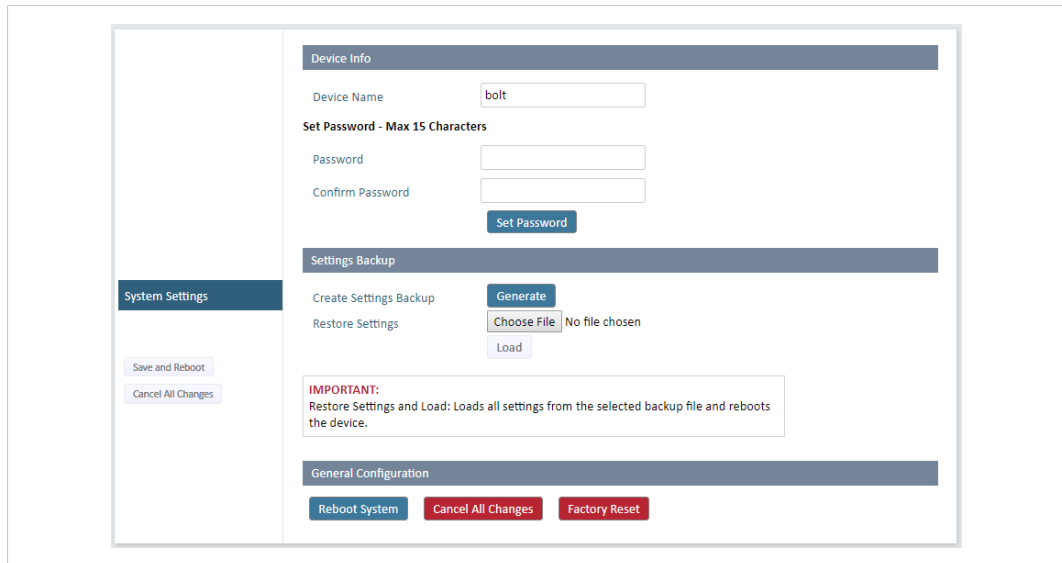 Device Info
Device Name
bolt
Set Password - Max 15 Characters
Password
Confirm Password
Set Password
Settings Backup
System Settings
Create Settings Backup
Generate
Restore Settings
Choose File No file chosen
Load
Save and Reboot
Cancel All Changes
IMPORTANT:
Restore Settings and Load: Loads all settings from the selected backup file and reboots
the device.
General Configuration
Reboot System
Cancel All Changes
Factory Reset